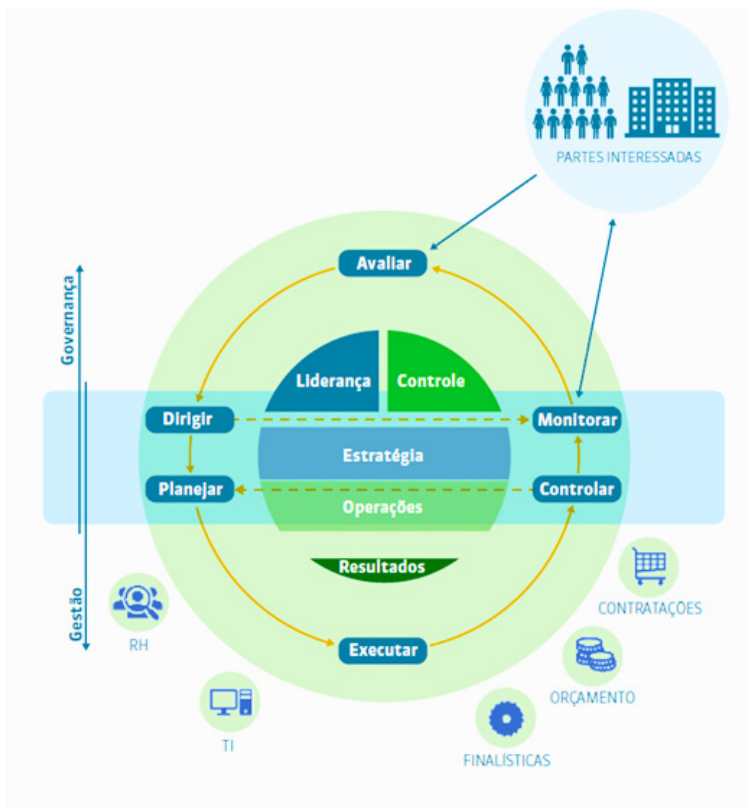 PARTES INTERESSADAS
Avaliar
Governança
Liderança
Controle
Dirigir
Monitorar
Estratégia
Planejar
Controlar
Operações
Resultados
Gestão
CONTRATAÇÕES
RH
Executar
ORÇAMENTO
TI
FINALÍSTICAS